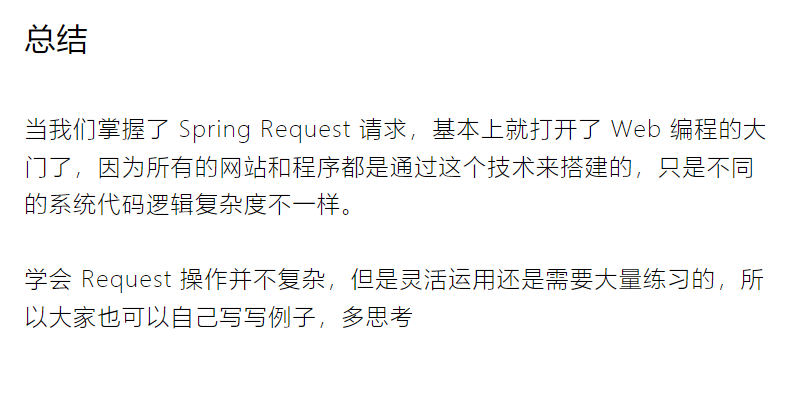 总结
当我们掌握了 Spring Request 请求，基本上就打开了 Web 编程的大
门了，因为所有的网站和程序都是通过这个技术来搭建的，只是不同
的系统代码逻辑复杂度不一样。
学会 Request 操作并不复杂，但是灵活运用还是需要大量练习的，所
以大家也可以自己写写例子，多思考